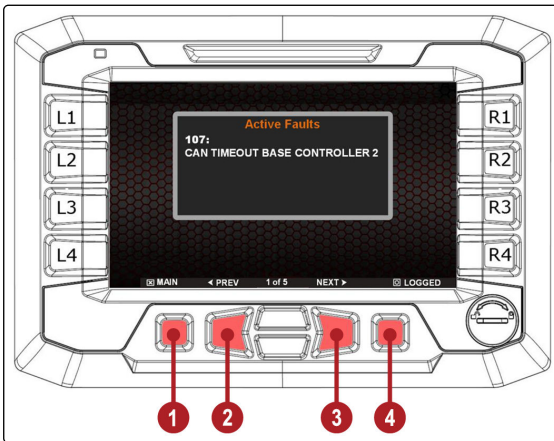 L1
L2
L3
L4
Active Faults
107:
CAN TIMEOUT BASE CONTROLLER 2
R1
R2
R3
R4
MAIN
PREV
1 of 5
NEXT
LOGGED
1
2
3
4